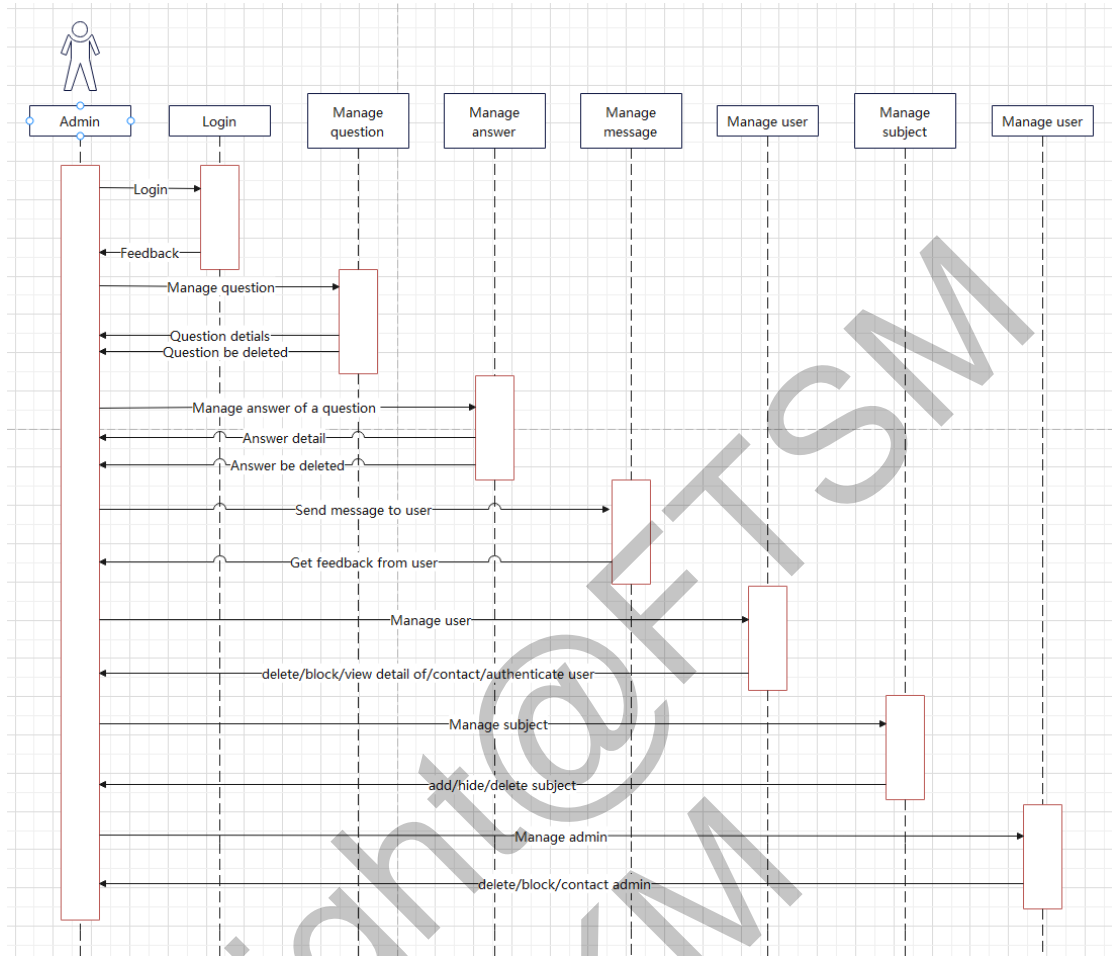 Admin
Login
Manage
question
Manage
answer
Manage
message
Manage user
Manage
subject
Manage user
Login
Feedback
Manage question
Question detials
Question be deleted
Manage answer of a question
Answer detail
Answer be deleted
Send message to user
Get feedback from user
Manage user
delete/block/view detail of/contact/authenticate user
Manage subject
add/hide/delete subject
Manage admin
delete/block/contact admin